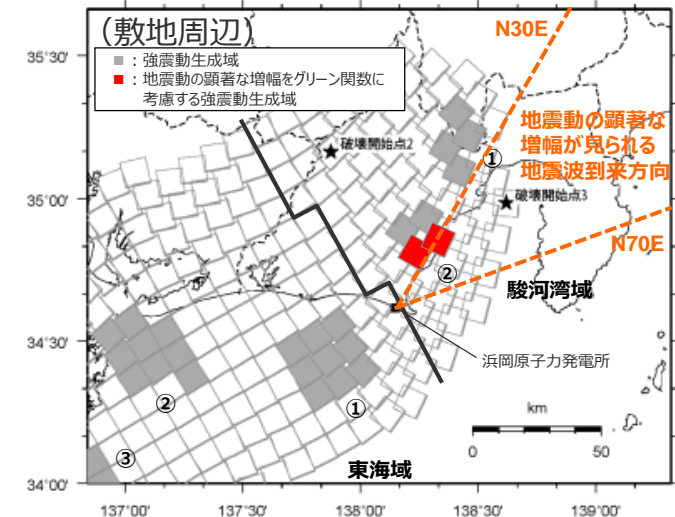 （敷地周辺）
■：強震動生成域
■：地震動の顕著な増幅をグリーン関数に
考慮する強震動生成域
N30E
地震動の顕著な
増幅が見られる
地震波到来方向
N70E
破壊開始点2
破壊開始点3
①
②
駿河湾域
浜岡原子力発電所
②
①
③
東海域
km
0
50
35°30'
35°00'
34°30'
34°00'
137°00'
137°30'
138°00'
138°30'
139°00'